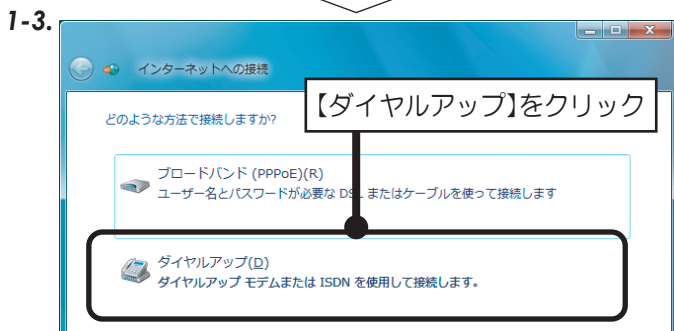 1-3.
インターネットへの接続
【ダイヤルアップ】をクリック
どのような方法で接続しますか?
ブロードバンド (PPPoE)(R)
ユーザー名とパスワードが必要な DSL またはケーブルを使って接続します
ダイヤルアップ(D)
ダイヤルアップ モデムまたは ISDN を使用して接続します。